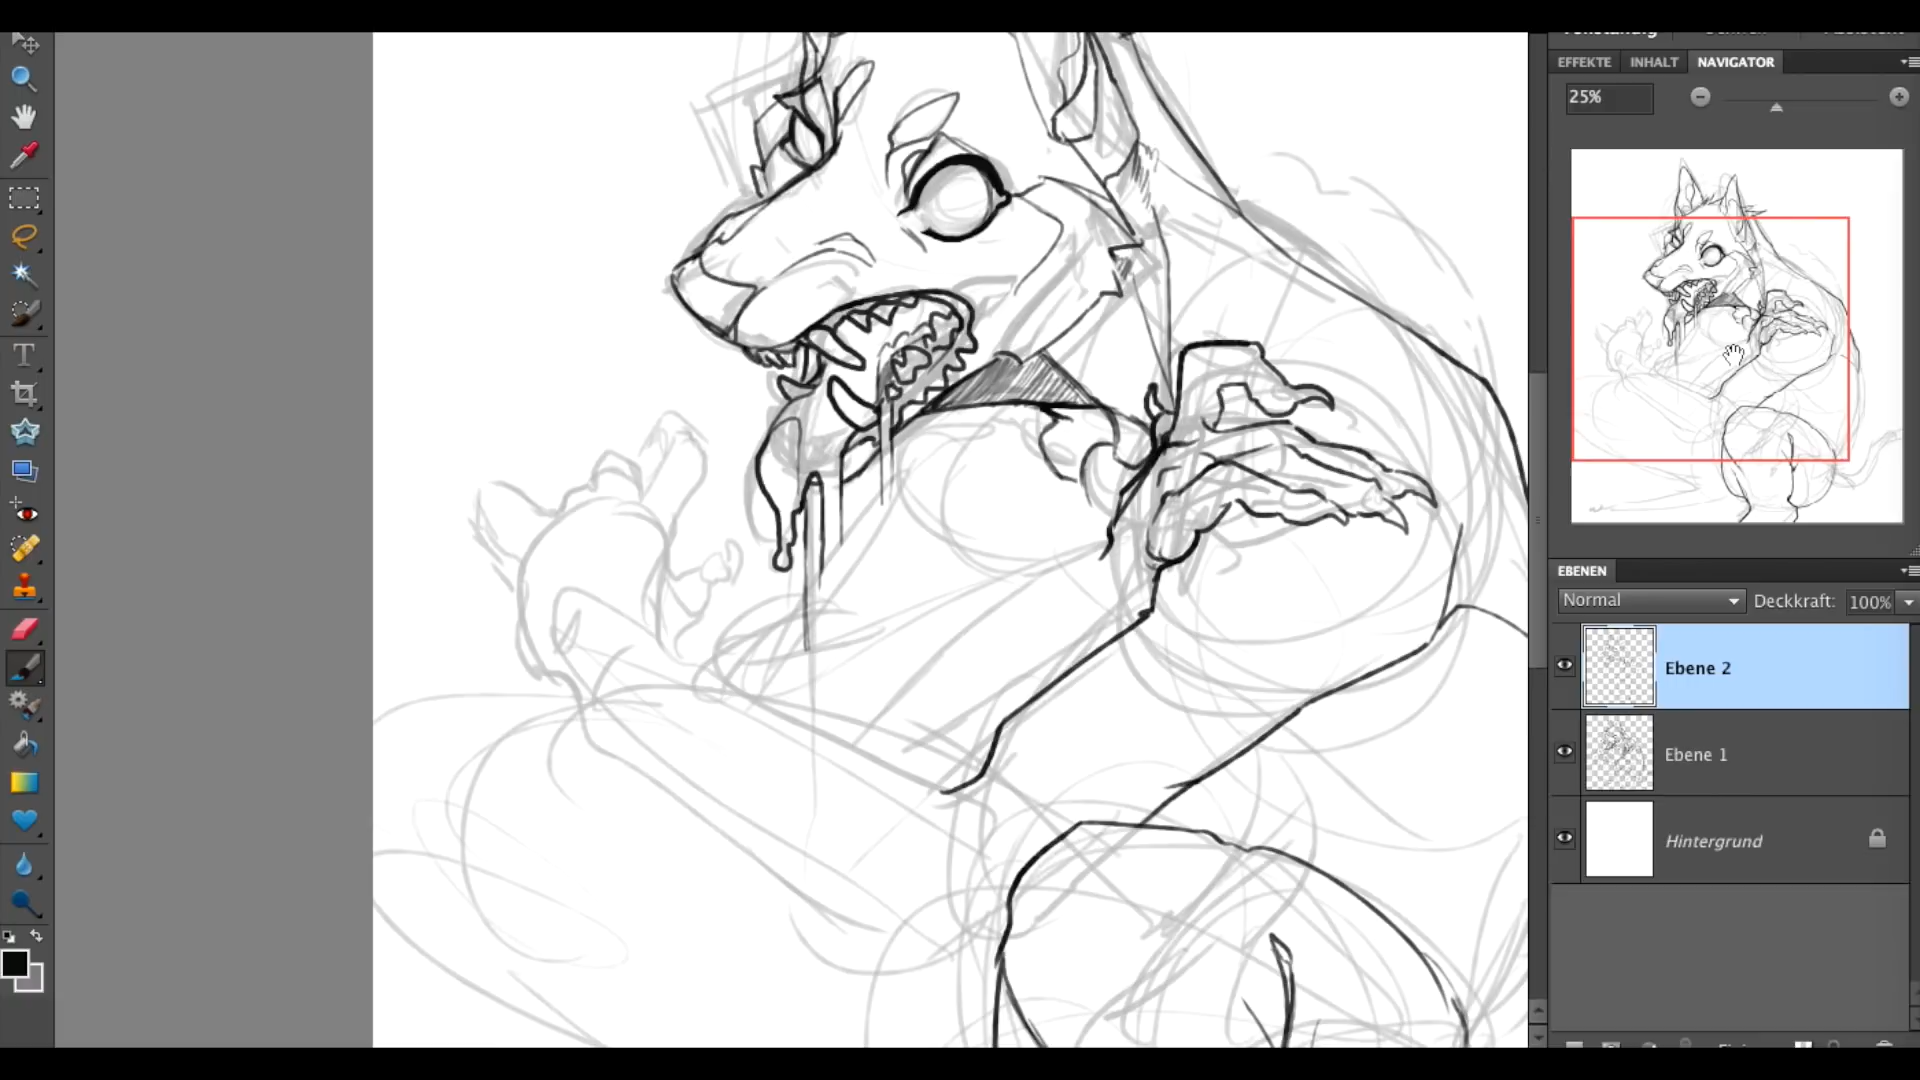 EFFEKTE INHALT NAVIGATOR
25%
EBENEN
Normal Deckkraft: 100%
Ebene 2
Ebene 1
Hintergrund